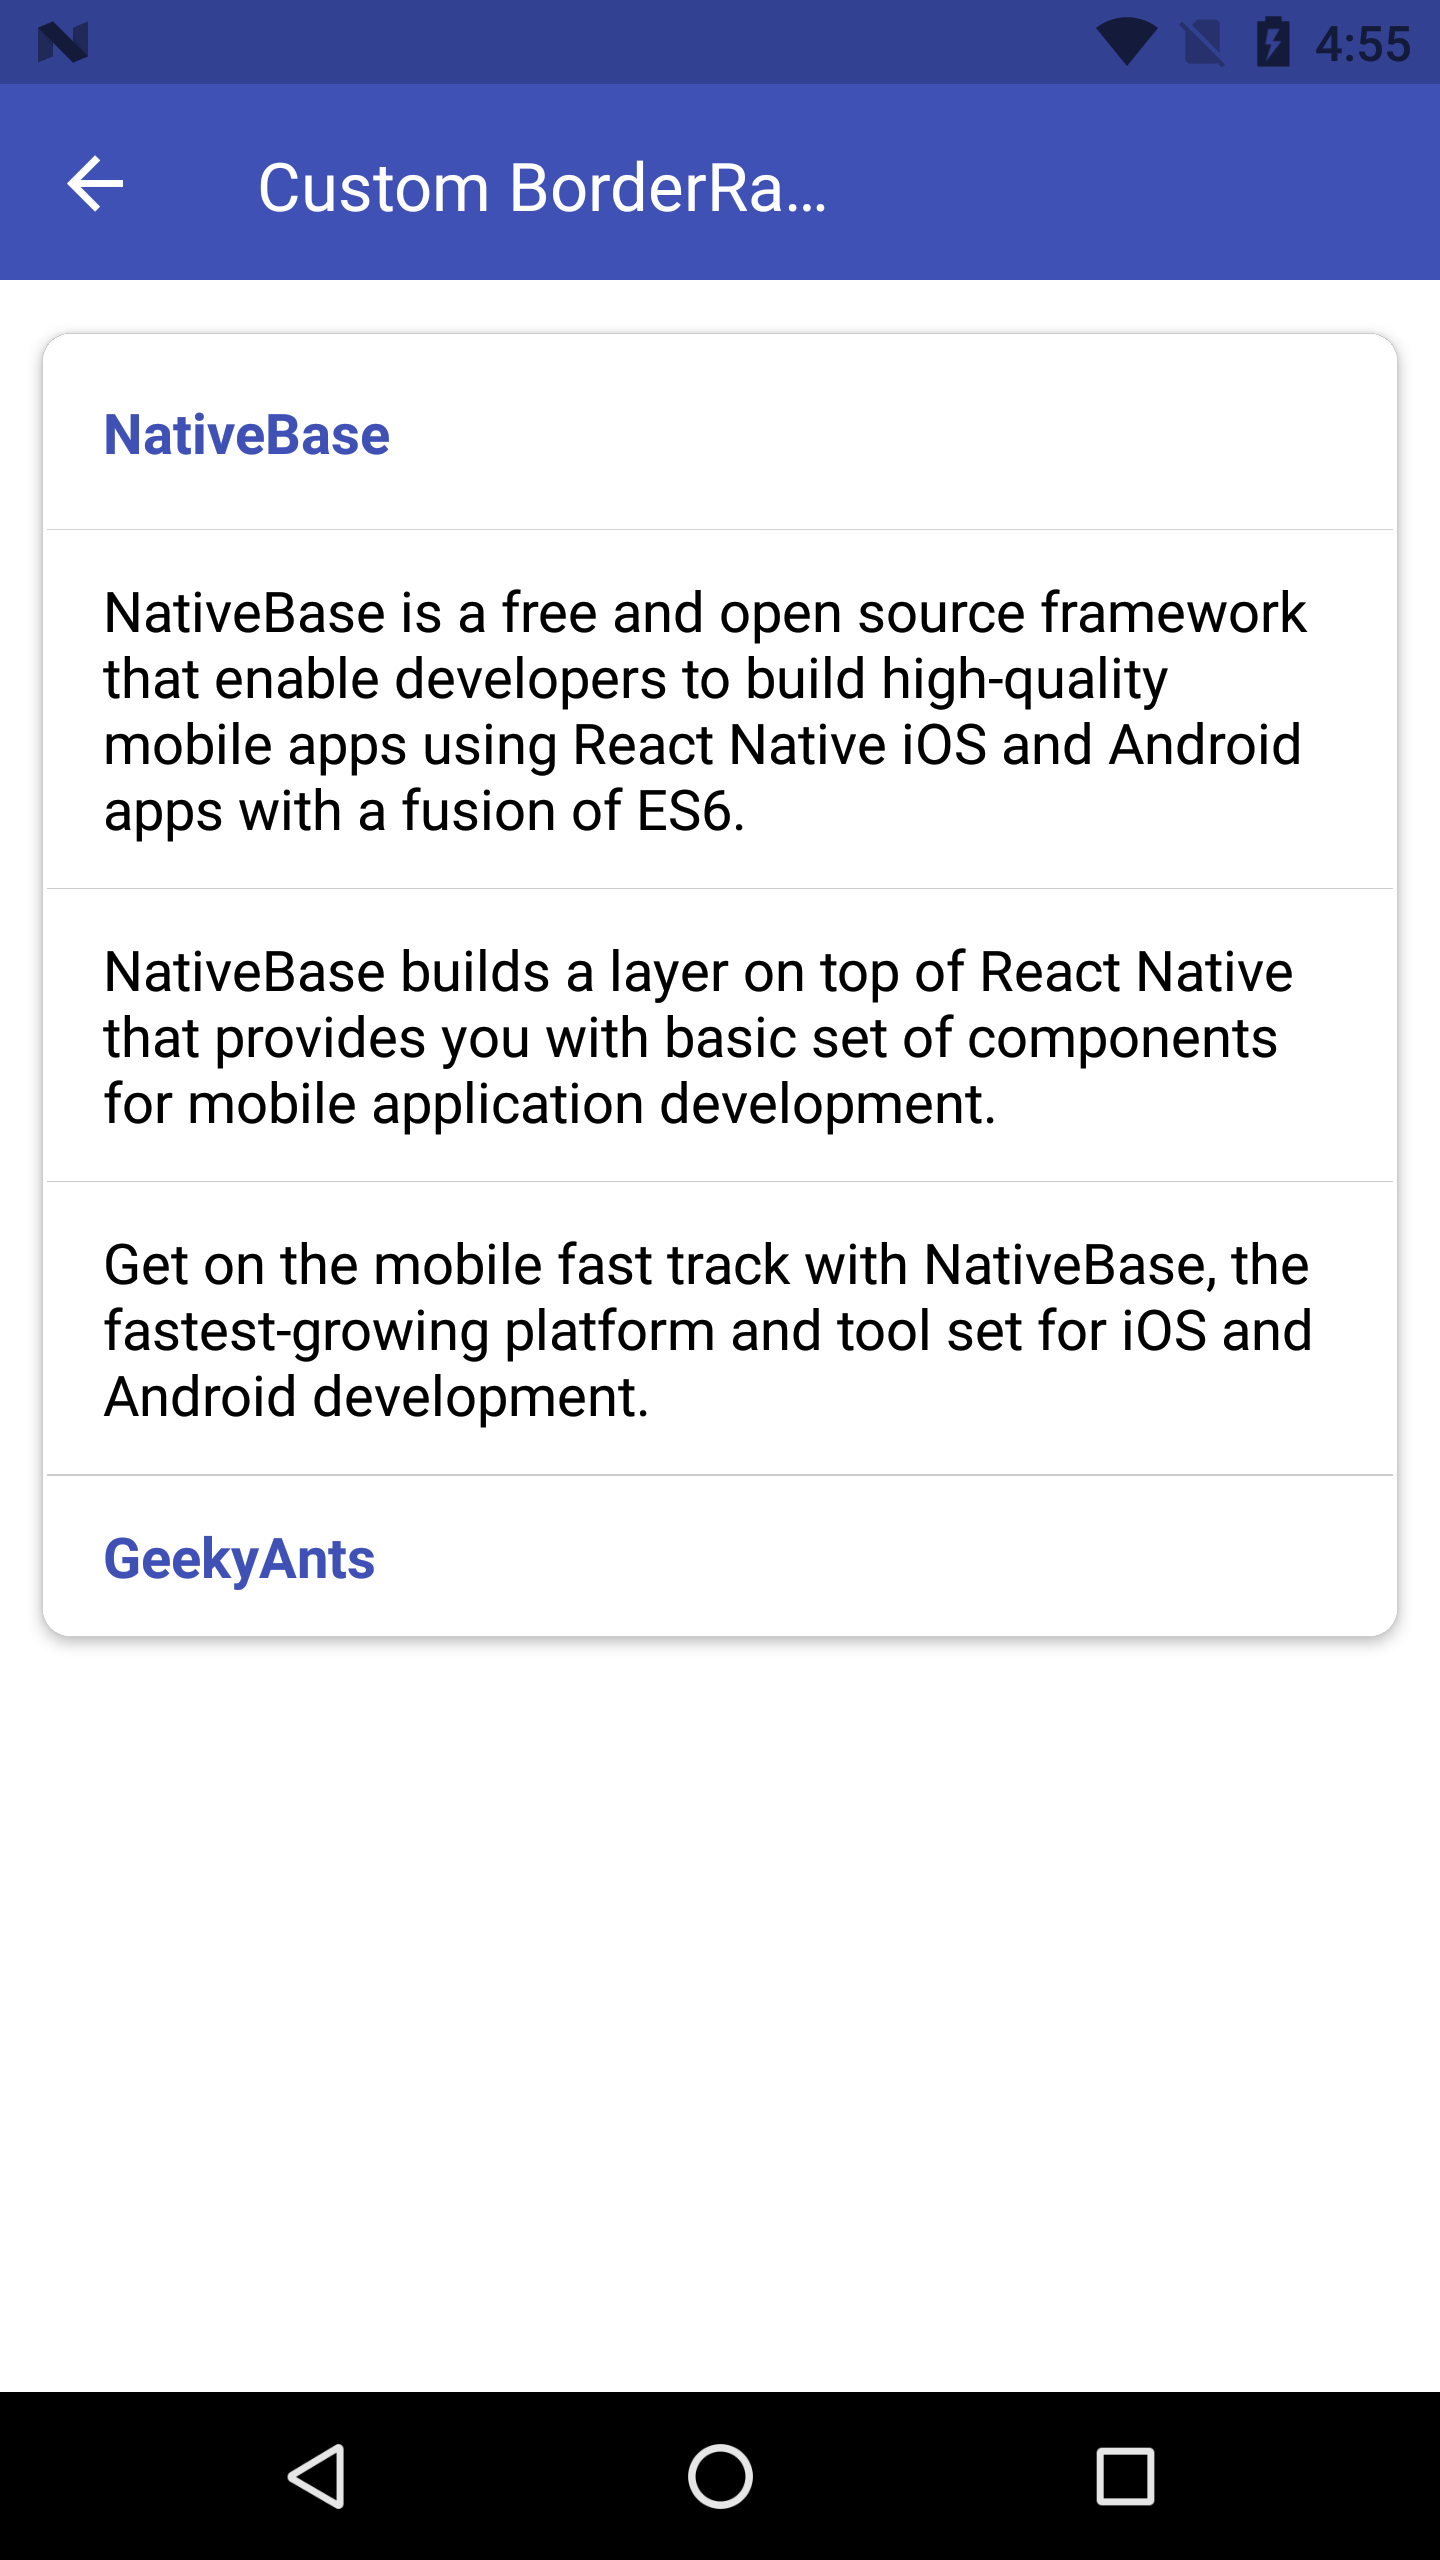 4:55
Custom BorderRa...
NativeBase
NativeBase is a free and open source framework
that enable developers to build high-quality
mobile apps using React Native iOS and Android
apps with a fusion of ES6.
NativeBase builds a layer on top of React Native
that provides you with basic set of components
for mobile application development.
Get on the mobile fast track with NativeBase, the
fastest-growing platform and tool set for iOS and
Android development.
GeekyAnts